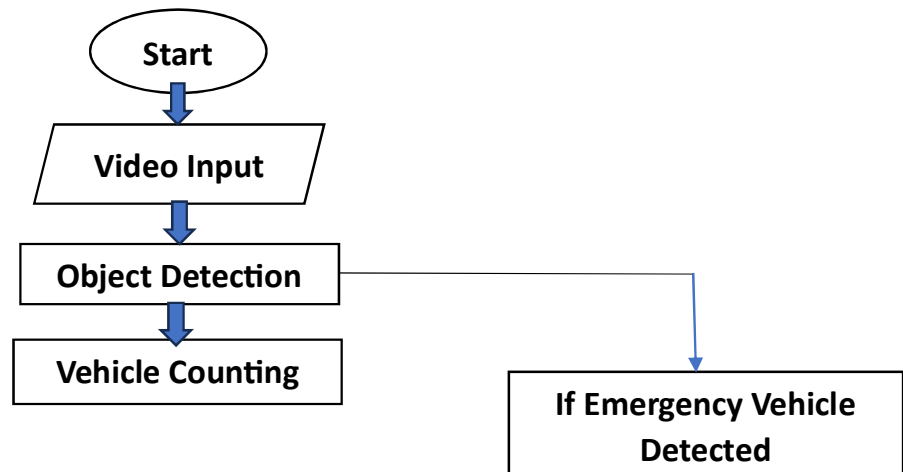 Start
Video Input
Object Detection
Vehicle Counting
If Emergency Vehicle
Detected